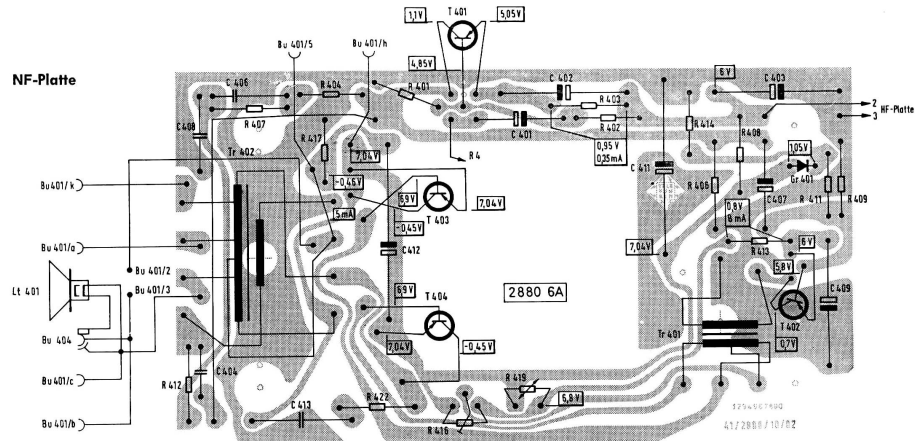 T 401
1,1V
5,05V
Bu 401/5
Bu 401/h
4,85V
NF-Platte
C 406
R 404
R 401
C 402
6V
C 403
R 403
2
HF-Platte
3
R 407
C 401
R 402
R 414
R 408
C 408
R 417
Tr 402
7,04V
R4
0,95 V
0,35mA
C 411
1,05V
Gr 401
-0,46V
Bu 401/k
6,9V
7,04V
R 406
0,8V
8 mA
C 407
R 411
R 409
5mA
T 403
-0,45V
Bu 401/a
C 412
7,04V
R 413
6V
Bu 401/2
5,8V
Lt 401
Bu 401/3
6,9V
T 404
2880 6A
C 409
T 402
Tr 401
Bu 404
7,04V
-0,45V
0,7V
C 404
Bu 401/c
R 412
R 419
R 422
6,8V
C 413
R 416
Bu 401/b
41/2880/10/02